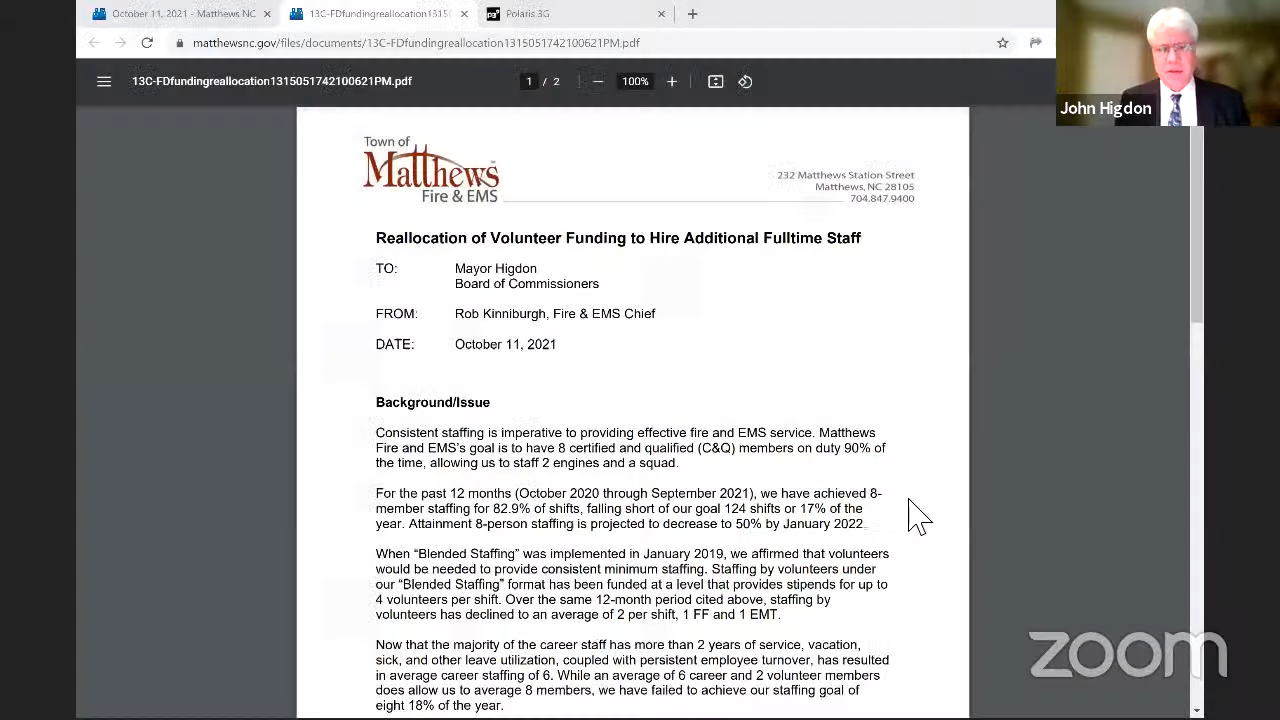 October 11, 2021 - Matthews NC
13C-FDfundingreallocation13150
Polaris 3G
matthewsnc.gov/files/documents/13C-FDfundingreallocation1315051742100621PM.pdf
13C-FDfundingreallocation1315051742100621PM.pdf
1 / 2
100%
John Higdon
Town of
Matthews
Fire & EMS
232 Matthews Station Street
Matthews, NC 28105
704.847.9400
Reallocation of Volunteer Funding to Hire Additional Fulltime Staff
TO: Mayor Higdon
Board of Commissioners
FROM: Rob Kinniburgh, Fire & EMS Chief
DATE: October 11, 2021
Background/Issue
Consistent staffing is imperative to providing effective fire and EMS service. Matthews
Fire and EMS's goal is to have 8 certified and qualified (C&Q) members on duty 90% of
the time, allowing us to staff 2 engines and a squad.
For the past 12 months (October 2020 through September 2021), we have achieved 8-
member staffing for 82.9% of shifts, falling short of our goal 124 shifts or 17% of the
year. Attainment 8-person staffing is projected to decrease to 50% by January 2022.
When “Blended Staffing” was implemented in January 2019, we affirmed that volunteers
would be needed to provide consistent minimum staffing. Staffing by volunteers under
our “Blended Staffing” format has been funded at a level that provides stipends for up to
4 volunteers per shift. Over the same 12-month period cited above, staffing by
volunteers has declined to an average of 2 per shift, 1 FF and 1 EMT.
Now that the majority of the career staff has more than 2 years of service, vacation,
sick, and other leave utilization, coupled with persistent employee turnover, has resulted
in average career staffing of 6. While an average of 6 career and 2 volunteer members
does allow us to average 8 members, we have failed to achieve our staffing goal of
eight 18% of the year.
zoom